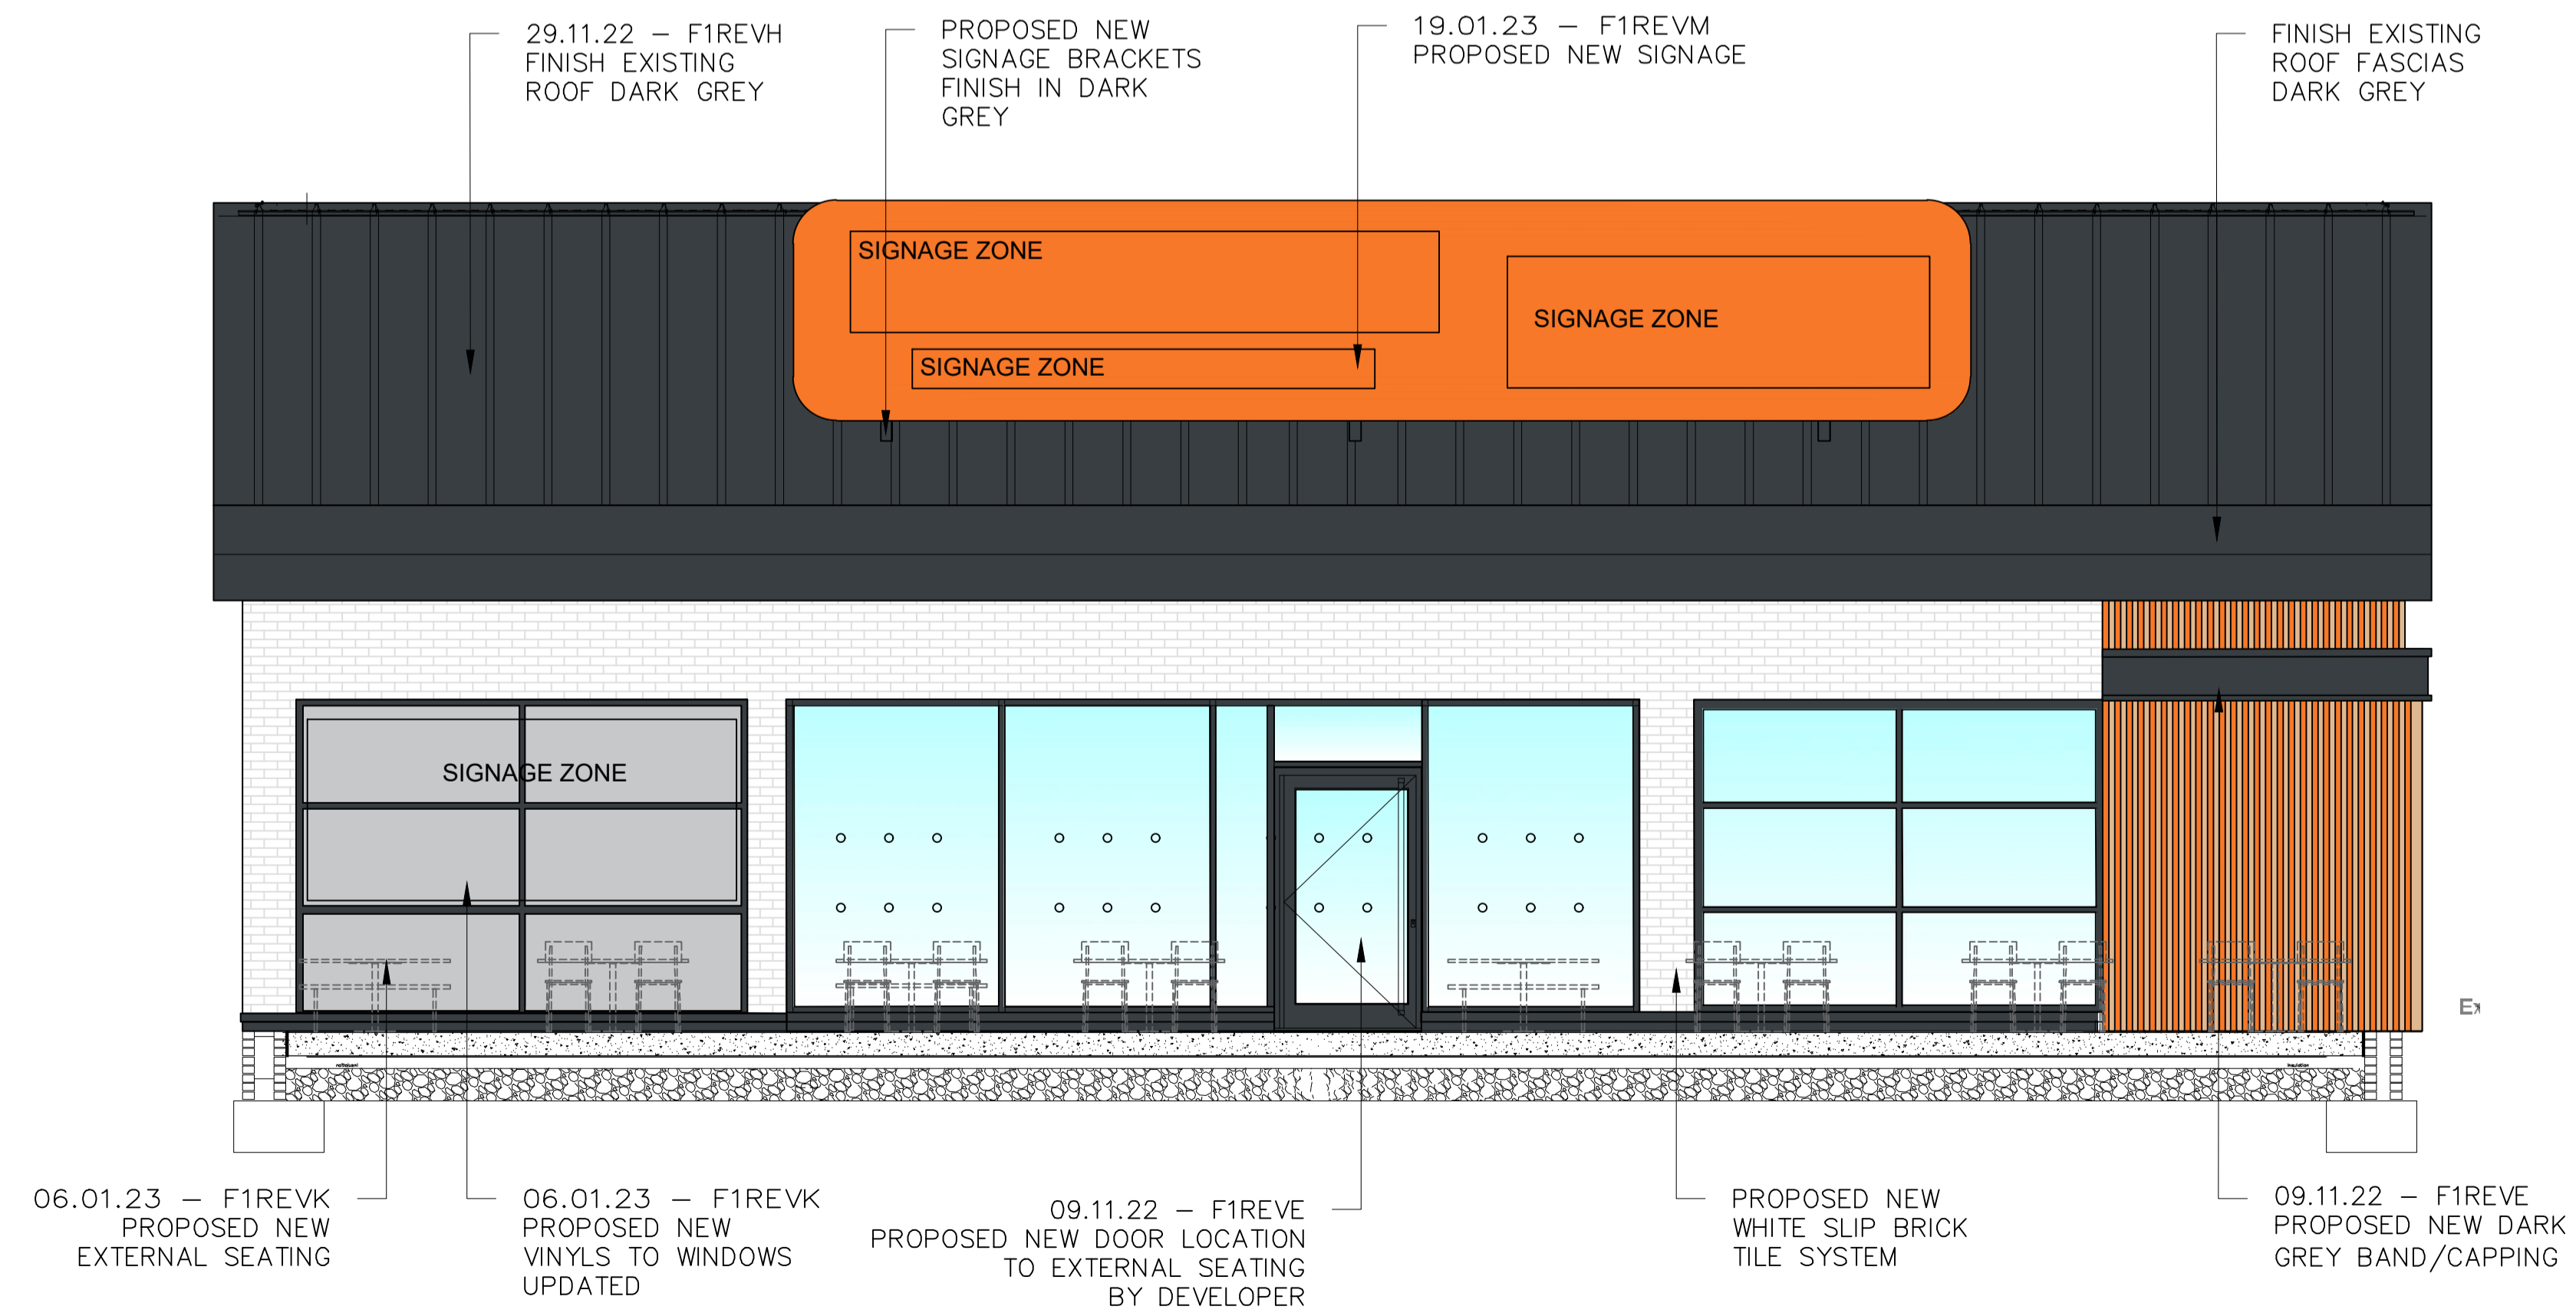 29.11.22 – F1REVH
FINISH EXISTING
ROOF DARK GREY
PROPOSED NEW
SIGNAGE BRACKETS
FINISH IN DARK
GREY
19.01.23 – F1REVM
PROPOSED NEW SIGNAGE
FINISH EXISTING
ROOF FASCIAS
DARK GREY
SIGNAGE ZONE
SIGNAGE ZONE
SIGNAGE ZONE
SIGNAGE ZONE
Insulation
06.01.23 – F1REVK
PROPOSED NEW
EXTERNAL SEATING
06.01.23 – F1REVK
PROPOSED NEW
VINYLS TO WINDOWS
UPDATED
09.11.22 – F1REVE
PROPOSED NEW DOOR LOCATION
TO EXTERNAL SEATING
BY DEVELOPER
PROPOSED NEW
WHITE SLIP BRICK
TILE SYSTEM
09.11.22 – F1REVE
PROPOSED NEW DARK
GREY BAND/CAPPING